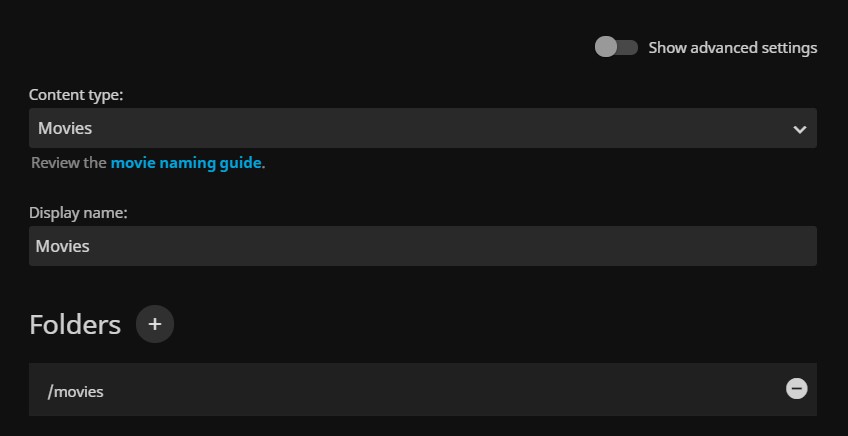 Show advanced settings
Content type:
Movies
Review the movie naming guide.
Display name:
Movies
Folders +
/movies